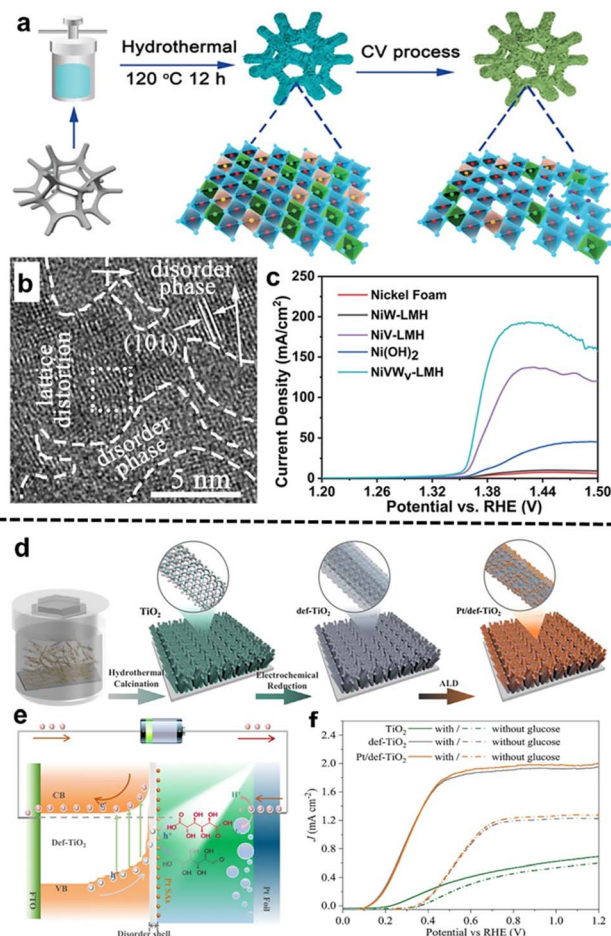 a
Hydrothermal
120 °C 12 h
CV process
b
disorder
phase
(101)
lattice
distortion
disorder
phase
5 nm
c
Current Density (mA/cm²)
250
200
150
100
50
0
Nickel Foam
NiW-LMH
NiV-LMH
Ni(OH)₂
NiVWᵥ-LMH
1.20 1.26 1.32 1.38 1.44 1.50
Potential vs. RHE (V)
d
TiO₂
def-TiO₂
Pt/def-TiO₂
Hydrothermal
Calcination
Electrochemical
Reduction
ALD
e
CB
Def-TiO₂
VB
FTO
h⁺
h⁺
Pt SAs
Disorder shell
HO
OH
H⁺
Pt Foil
f
J (mA cm⁻²)
2.4
2.0
1.6
1.2
0.8
0.4
0.0
TiO₂ with / without glucose
def-TiO₂ with / without glucose
Pt/def-TiO₂ with / without glucose
0.0 0.4 0.6 0.8 1.0 1.2
Potential vs RHE (V)